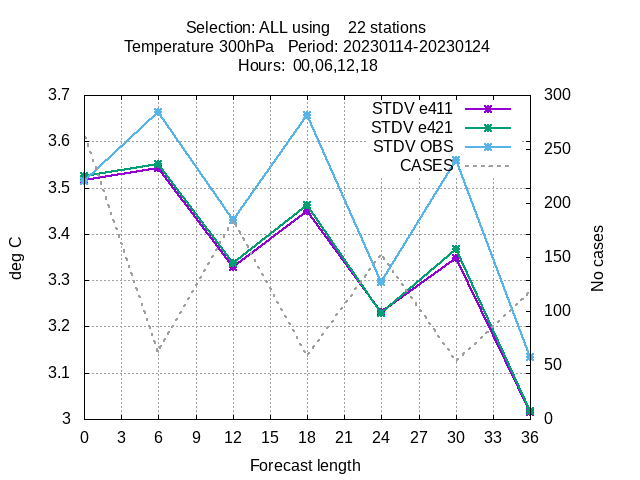 Selection: ALL using 22 stations
Temperature 300hPa Period: 20230114-20230124
Hours: 00,06,12,18
3.7 300
STDV e411
STDV e421
STDV OBS
CASES
3.6 250
3.5 200
3.4
3.3 150
3.2 100
3.1 50
3 0
deg C
No cases
0 3 6 9 12 15 18 21 24 27 30 33 36
Forecast length